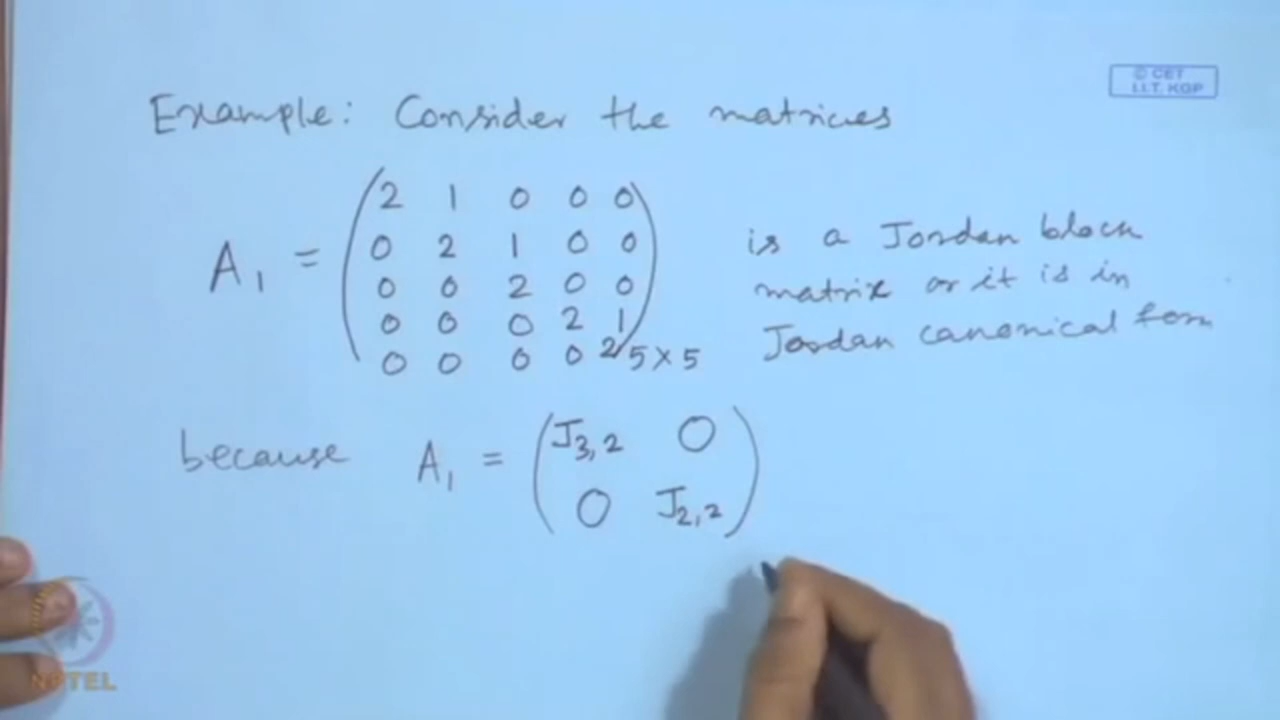 © CET
I.I.T. KGP
Example: Consider the matrices
A₁ = (2 1 0 0 0
0 2 1 0 0
0 0 2 0 0
0 0 0 2 1
0 0 0 0 2)5×5
is a Jordan block
matrix or it is in
Jordan canonical form
because A₁ = (J₃,₂ 0
0 J₂,₂)
NPTEL